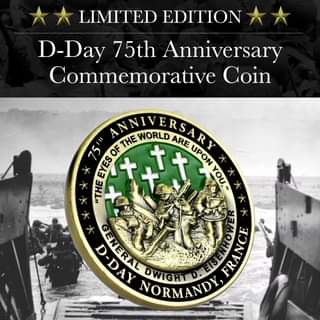 LIMITED EDITION
D-Day 75th Anniversary
Commemorative Coin
75TH ANNIVERSARY
"THE EYES OF THE WORLD ARE UPON YOU"
GENERAL DWIGHT D. EISENHOWER
D-DAY NORMANDY, FRANCE